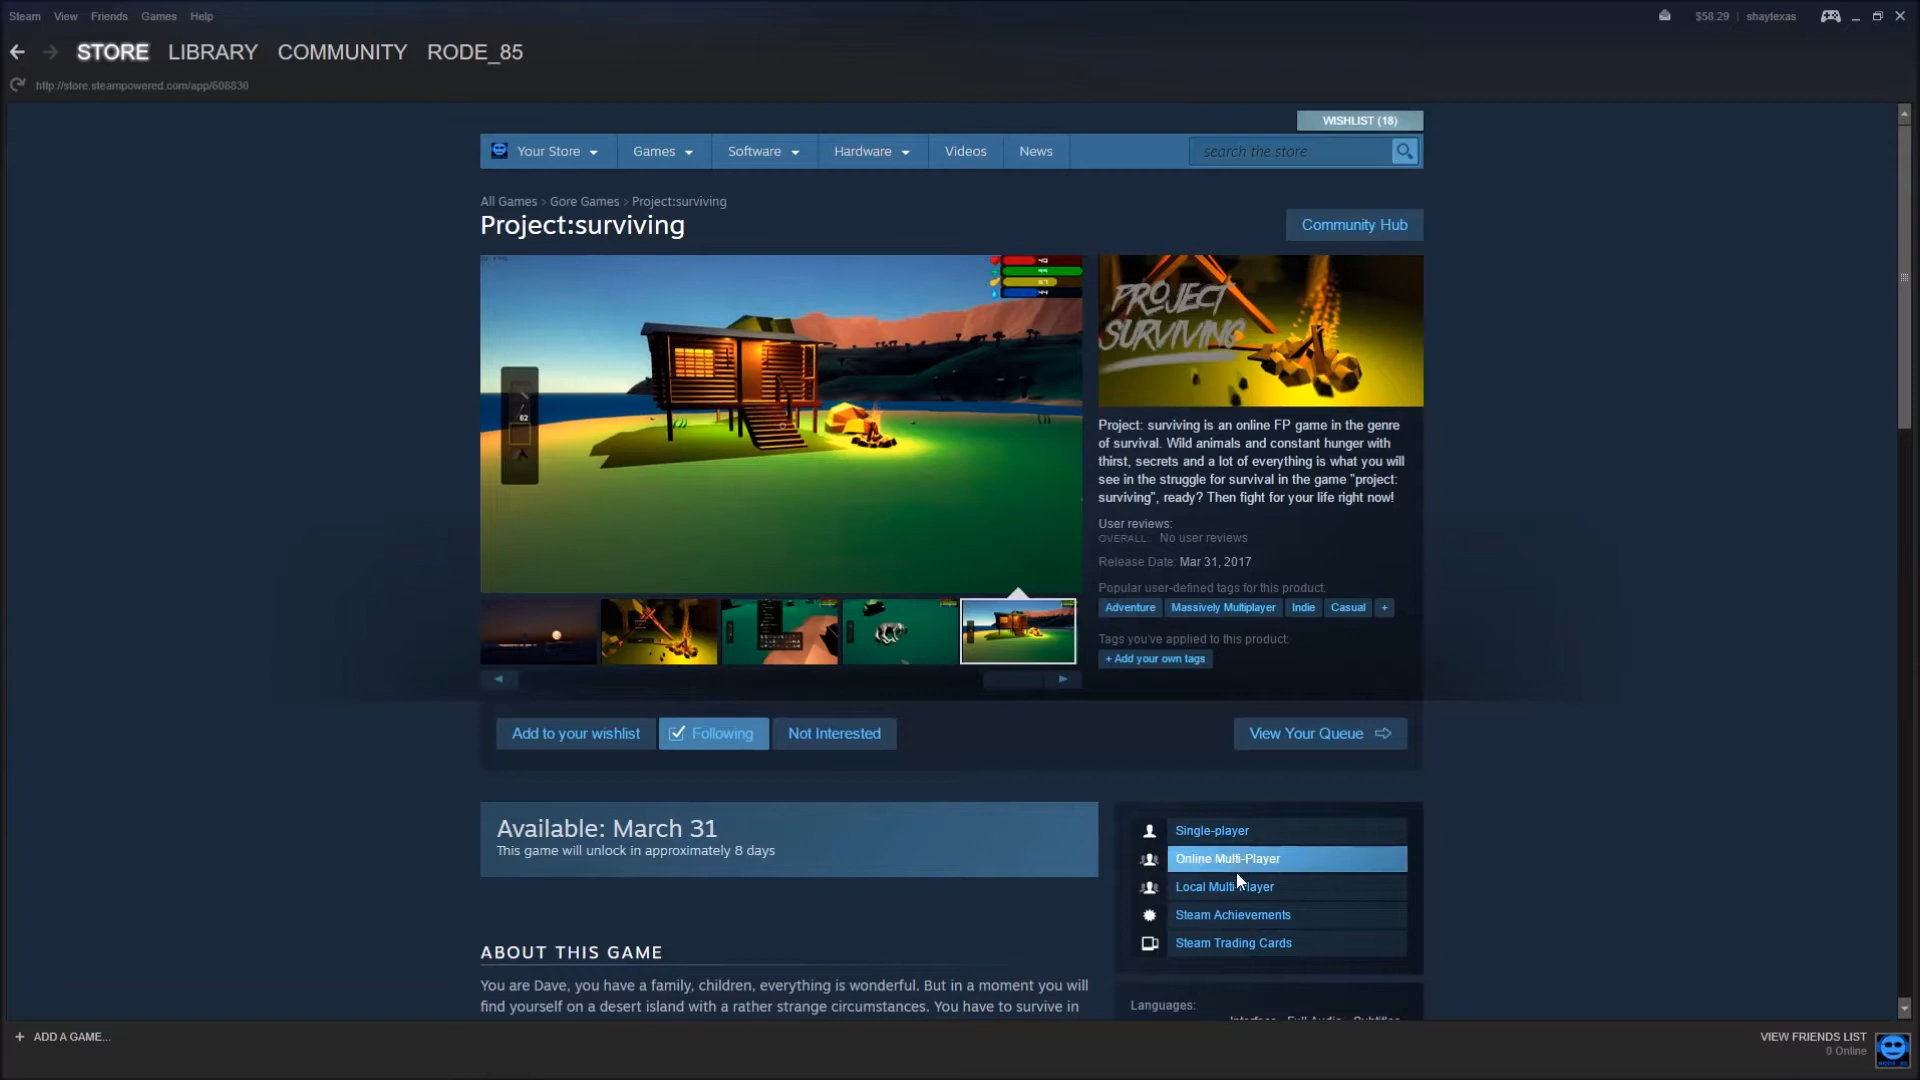 Steam View Friends Games Help
$58.29 shaylexas
STORE LIBRARY COMMUNITY RODE_85
http://store.steampowered.com/app/608830
WISHLIST (18)
Your Store Games Software Hardware Videos News search the store
All Games > Gore Games > Project:surviving
Project:surviving
Community Hub
40
99
67
44
62
PROJECT
SURVIVING
Project: surviving is an online FP game in the genre
of survival. Wild animals and constant hunger with
thirst, secrets and a lot of everything is what you will
see in the struggle for survival in the game "project:
surviving", ready? Then fight for your life right now!
User reviews:
OVERALL: No user reviews
Release Date: Mar 31, 2017
Popular user-defined tags for this product:
Adventure Massively Multiplayer Indie Casual +
Tags you've applied to this product:
+ Add your own tags
Add to your wishlist Following Not Interested View Your Queue
Available: March 31
This game will unlock in approximately 8 days
Single-player
Online Multi-Player
Local Multi-Player
Steam Achievements
Steam Trading Cards
ABOUT THIS GAME
You are Dave, you have a family, children, everything is wonderful. But in a moment you will
find yourself on a desert island with a rather strange circumstances. You have to survive in
Languages:
Interface Full Audio Subtitles
+ ADD A GAME...
VIEW FRIENDS LIST
0 Online